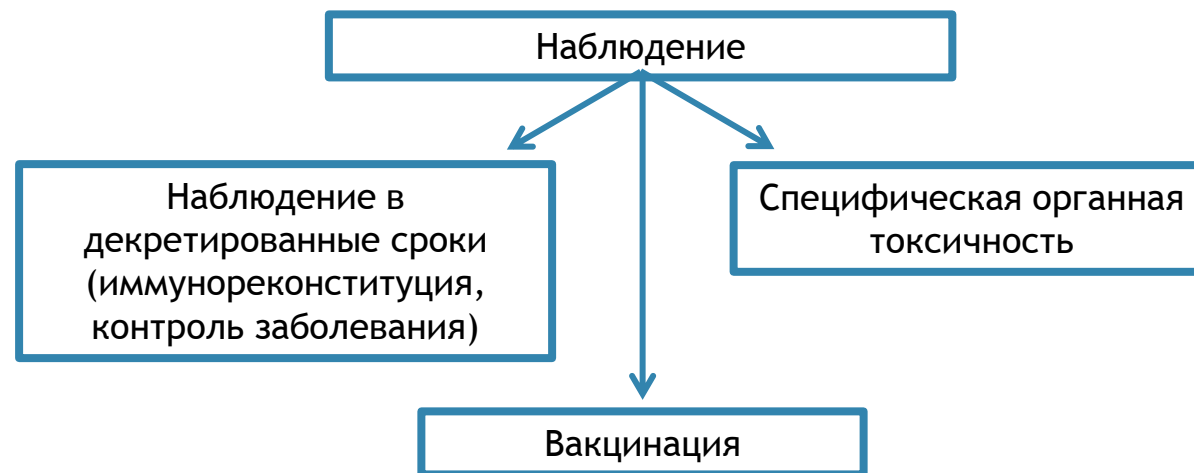 Наблюдение
Наблюдение в
декретированные сроки
(иммунореконституция,
контроль заболевания)
Специфическая органная
токсичность
Вакцинация